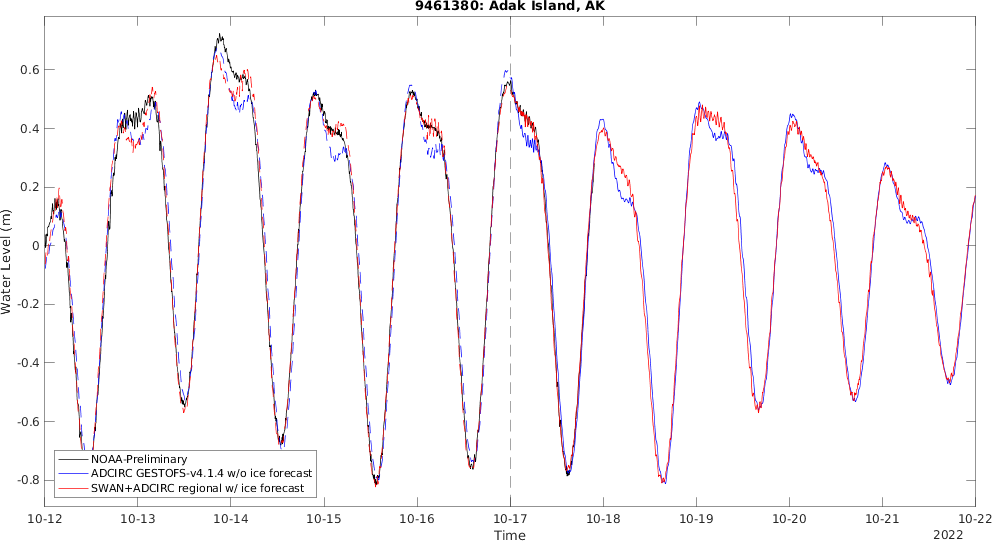 9461380: Adak Island, AK
Water Level (m)
0.6
0.4
0.2
0
-0.2
-0.4
-0.6
-0.8
NOAA-Preliminary
ADCIRC GESTOFS-v4.1.4 w/o ice forecast
SWAN+ADCIRC regional w/ ice forecast
10-12 10-13 10-14 10-15 10-16 10-17 10-18 10-19 10-20 10-21 10-22
Time
2022